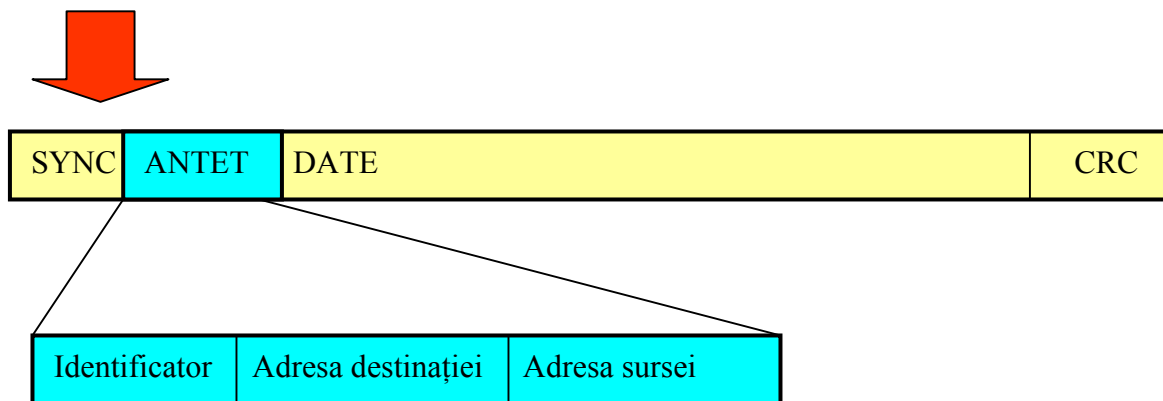 SYNC ANTET DATE CRC
Identificator Adresa destinației Adresa sursei